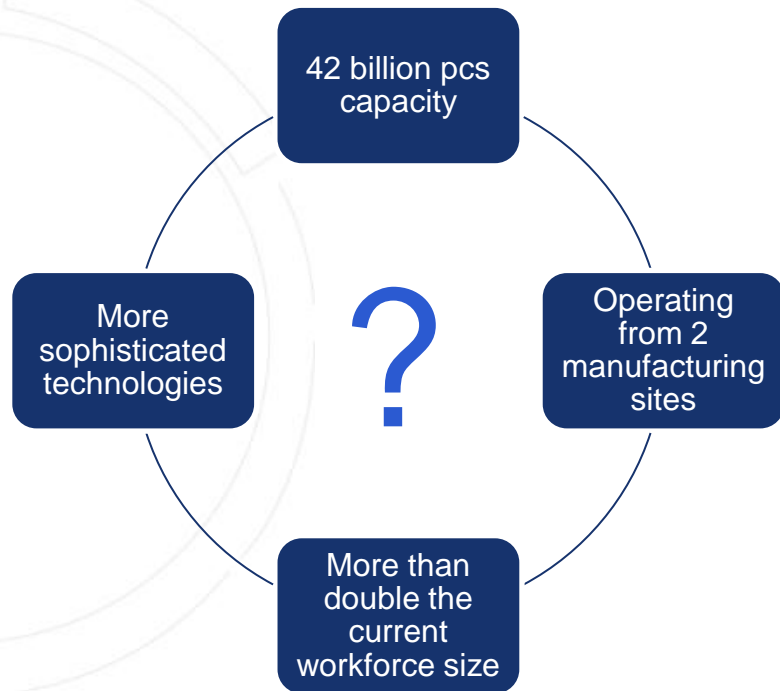 42 billion pcs
capacity
More
sophisticated
technologies
?
Operating
from 2
manufacturing
sites
More than
double the
current
workforce size